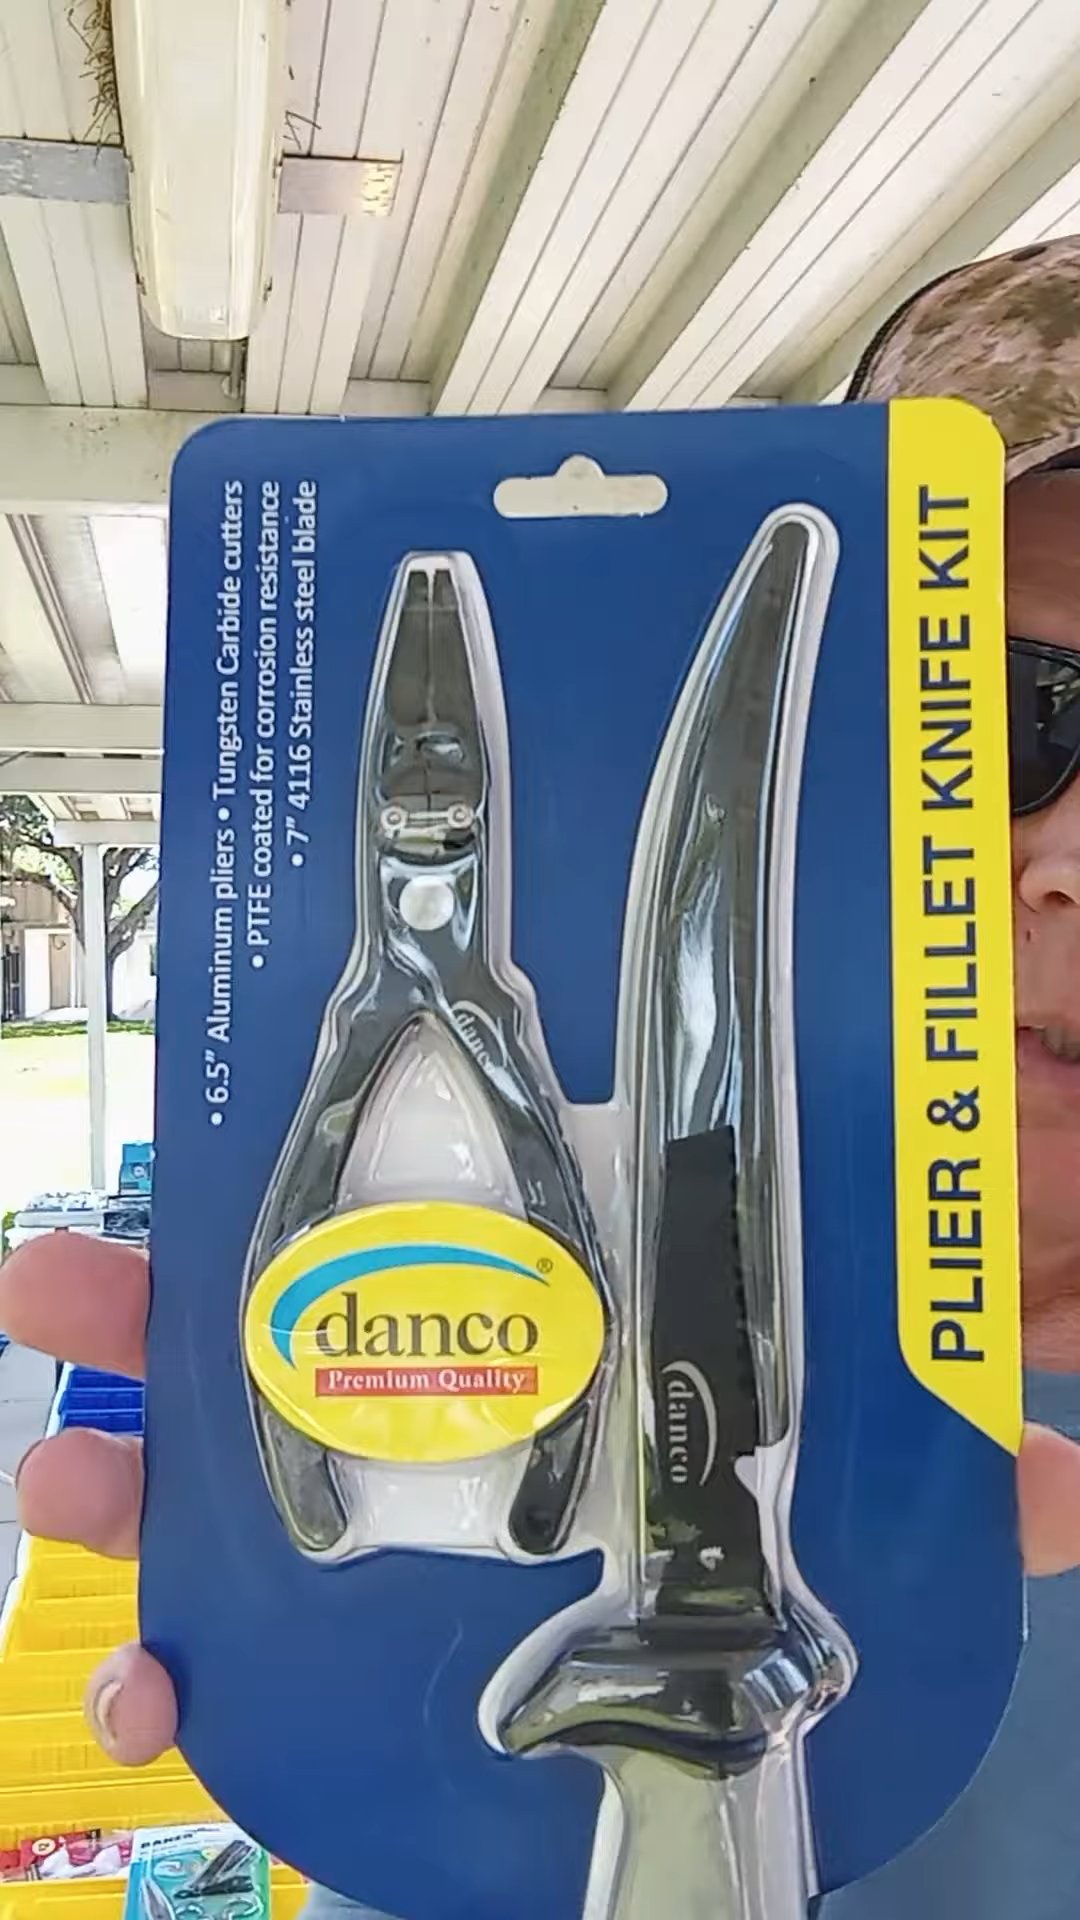 • 6.5" Aluminum pliers • Tungsten Carbide cutters
• PTFE coated for corrosion resistance
• 7" 4116 Stainless steel blade
PLIER & FILLET KNIFE KIT
danco
danco®
Premium Quality
danco